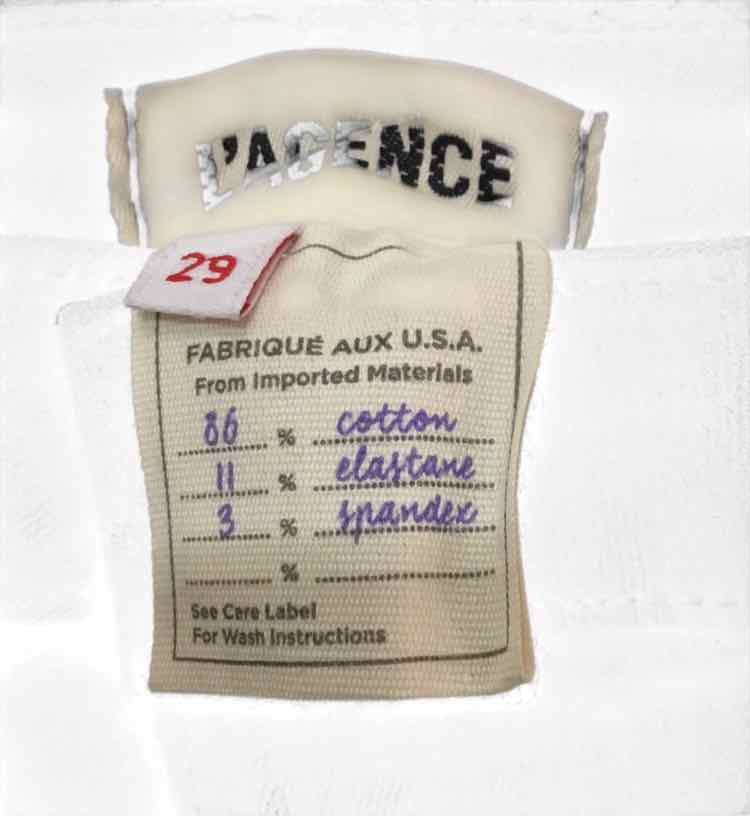 L'AGENCE
29
FABRIQUÉ AUX U.S.A.
From Imported Materials
86 % cotton
11 % elastane
3 % spandex
%
See Care Label
For Wash Instructions